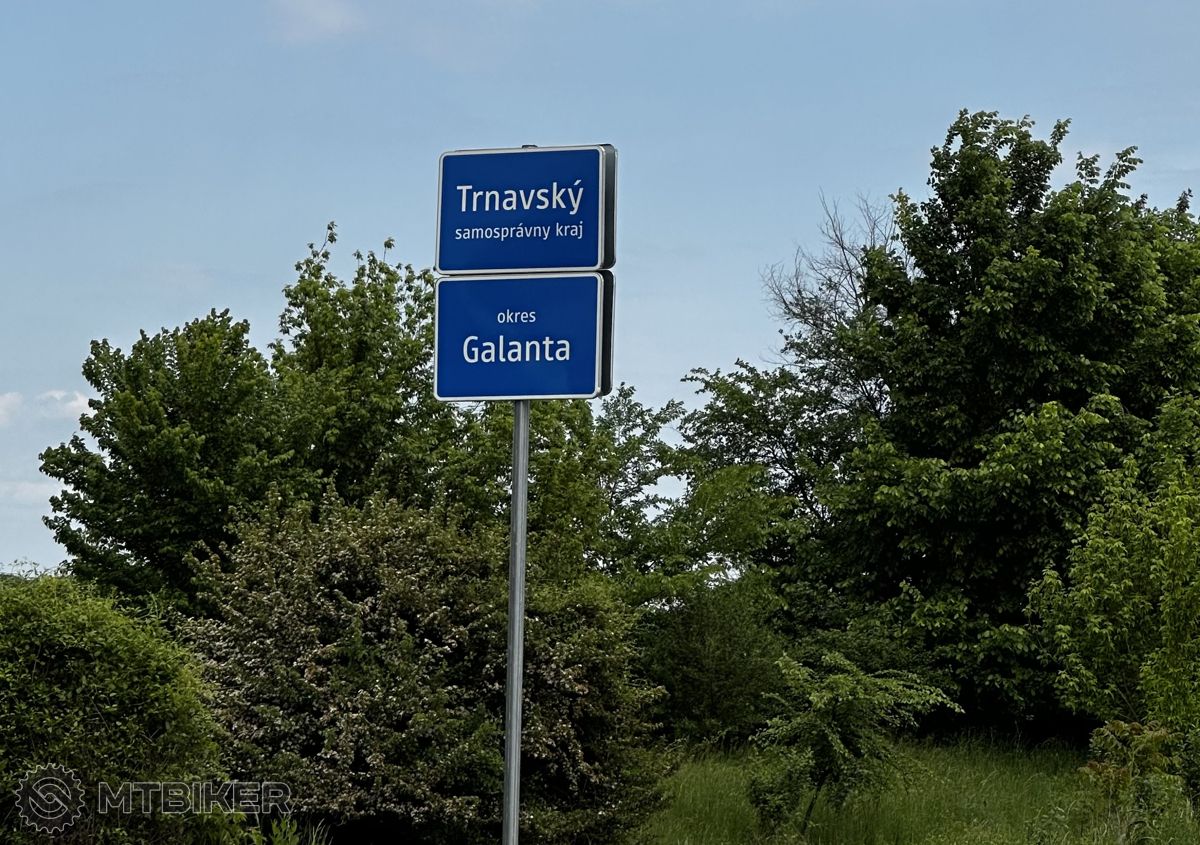 Trnavský
samosprávny kraj
okres
Galanta
MTBIKER